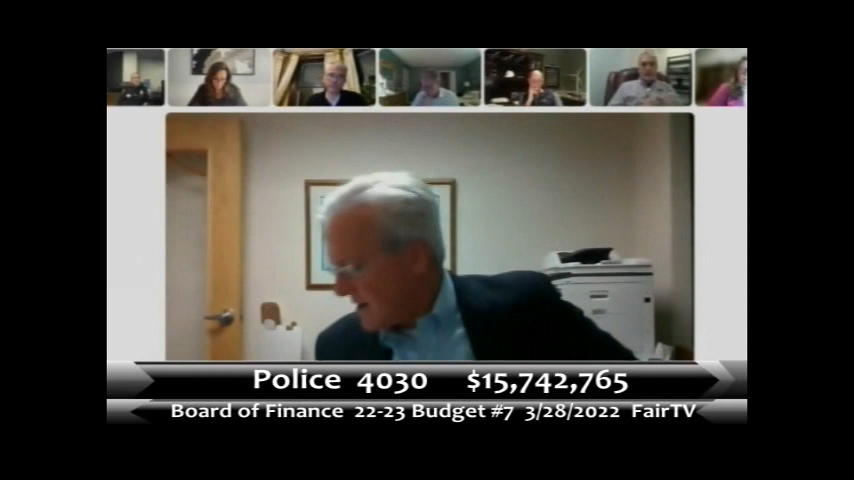 Police 4030 $15,742,765
Board of Finance 22-23 Budget #7 3/28/2022 FairTV